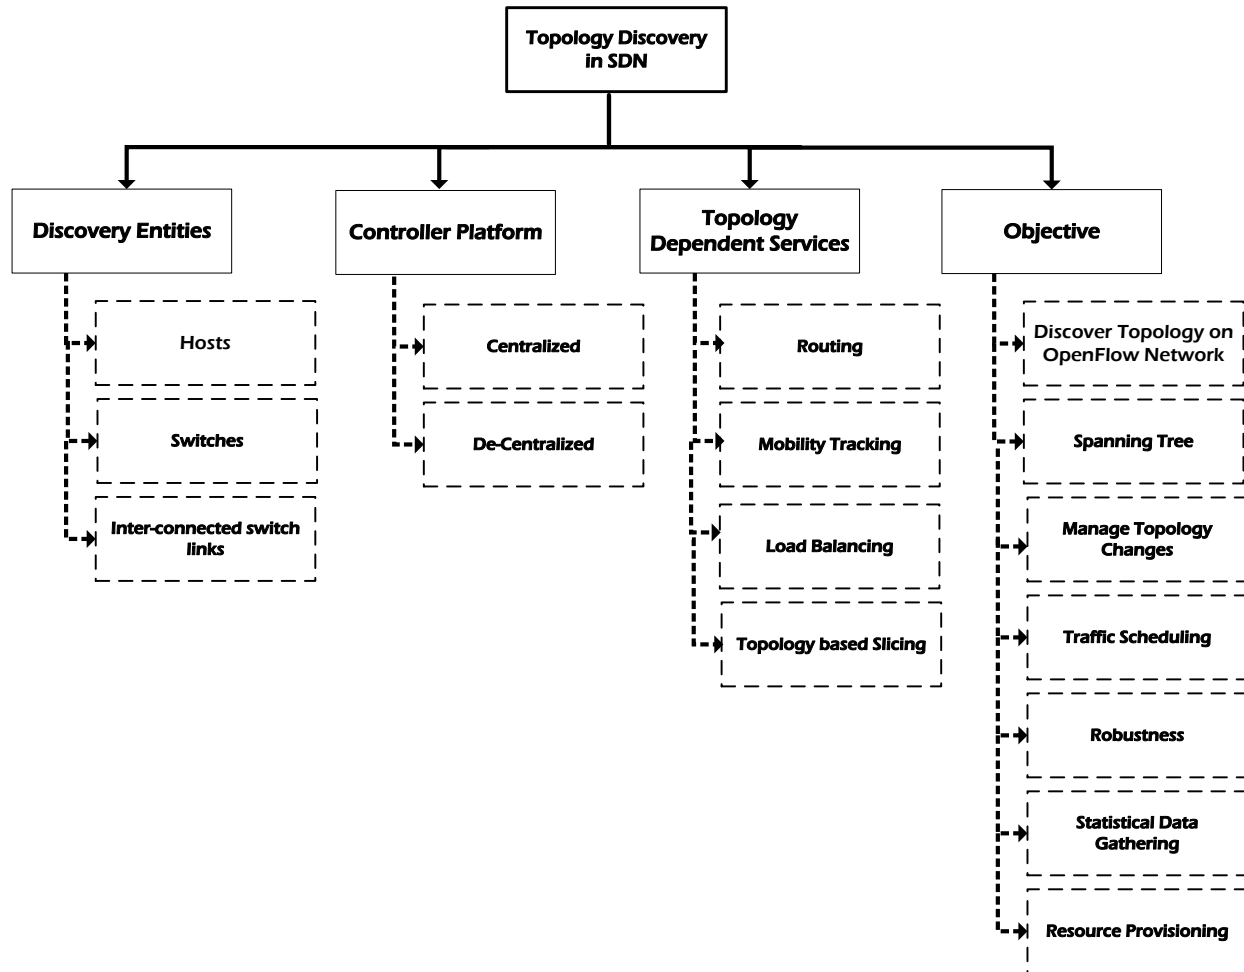 Topology Discovery
in SDN
Discovery Entities
Controller Platform
Topology
Dependent Services
Objective
Hosts
Switches
Inter-connected switch
links
Centralized
De-Centralized
Routing
Mobility Tracking
Load Balancing
Topology based Slicing
Discover Topology on
OpenFlow Network
Spanning Tree
Manage Topology
Changes
Traffic Scheduling
Robustness
Statistical Data
Gathering
Resource Provisioning